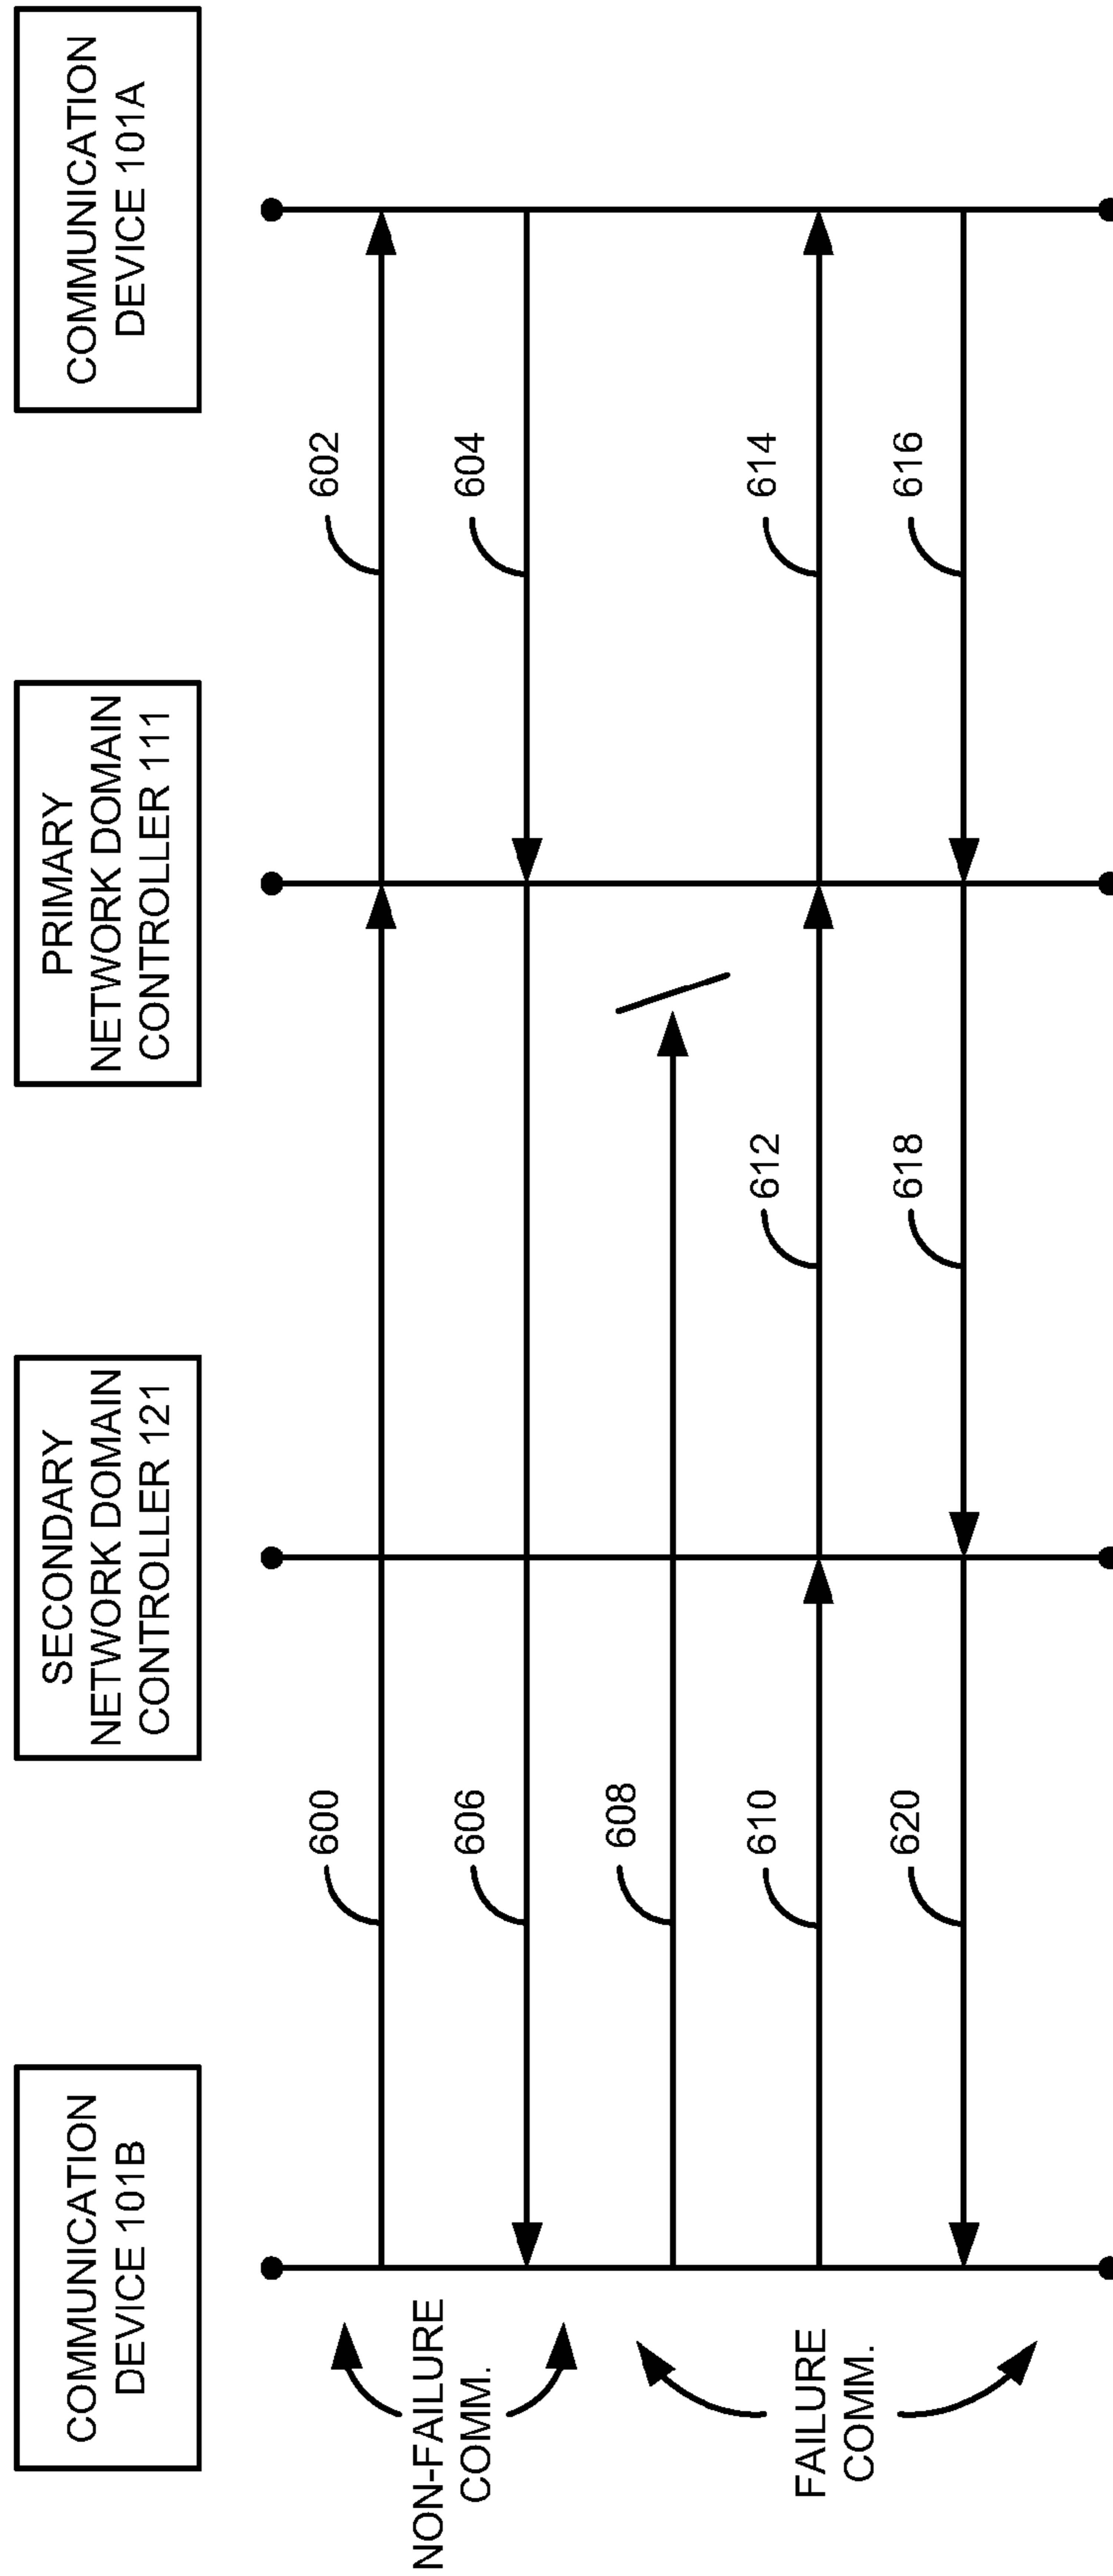 COMMUNICATION
DEVICE 101B
SECONDARY
NETWORK DOMAIN
CONTROLLER 121
PRIMARY
NETWORK DOMAIN
CONTROLLER 111
COMMUNICATION
DEVICE 101A
NON-FAILURE
COMM.
600
602
606
604
FAILURE
COMM.
608
610
612
614
620
618
616